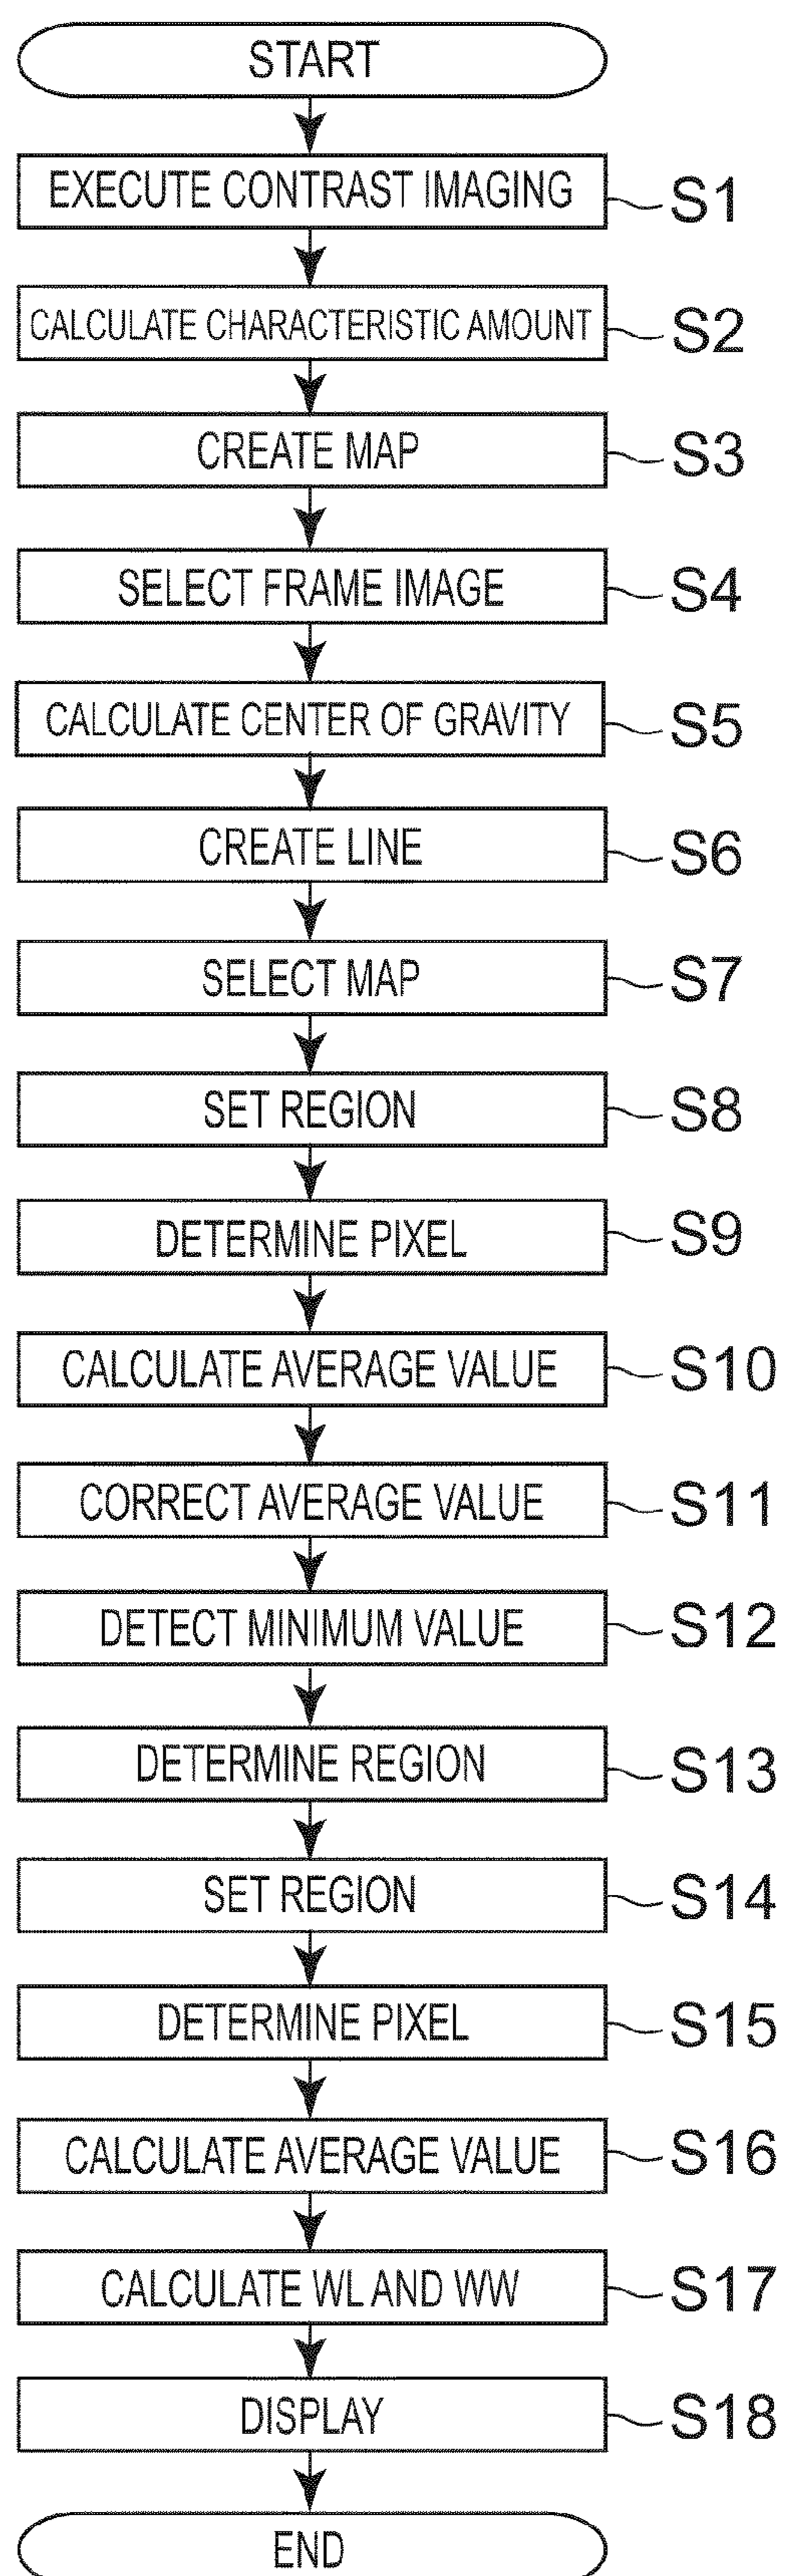 START
EXECUTE CONTRAST IMAGING S1
CALCULATE CHARACTERISTIC AMOUNT S2
CREATE MAP S3
SELECT FRAME IMAGE S4
CALCULATE CENTER OF GRAVITY S5
CREATE LINE S6
SELECT MAP S7
SET REGION S8
DETERMINE PIXEL S9
CALCULATE AVERAGE VALUE S10
CORRECT AVERAGE VALUE S11
DETECT MINIMUM VALUE S12
DETERMINE REGION S13
SET REGION S14
DETERMINE PIXEL S15
CALCULATE AVERAGE VALUE S16
CALCULATE WL AND WW S17
DISPLAY S18
END